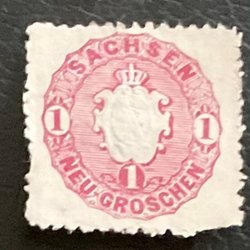 SACHSEN
1 1
1
NEU-GROSCHEN